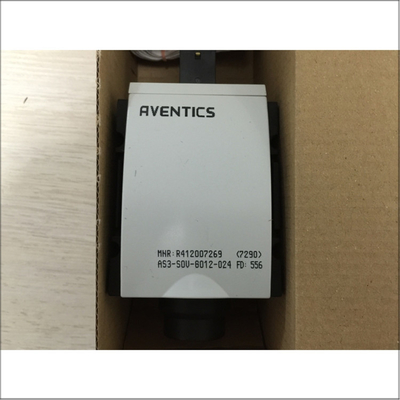 AVENTICS
MNR: R412007269 <7290>
AS3-SOV-G012-024 FD: 556